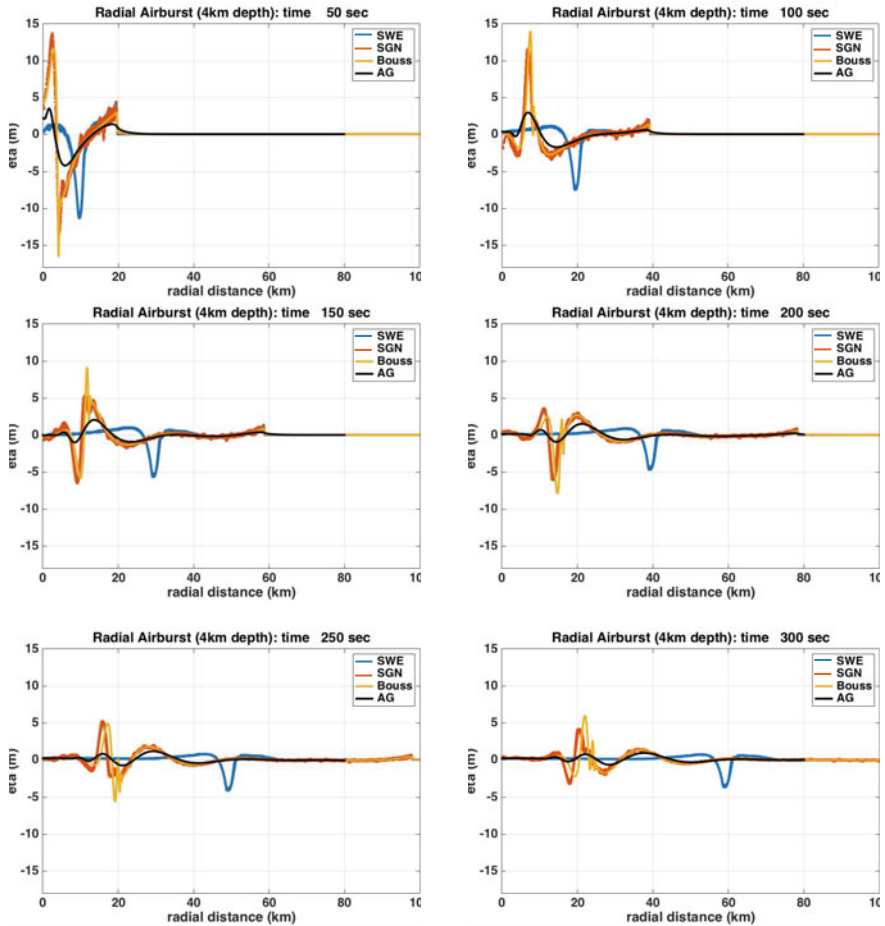 Radial Airburst (4km depth): time 50 sec
15
10
5
0
-5
-10
-15
eta (m)
0
20
40
60
80
10
radial distance (km)
SWE
SGN
Bouss
AG
Radial Airburst (4km depth): time 100 sec
15
10
5
0
-5
-10
-15
eta (m)
0
20
40
60
80
10
radial distance (km)
SWE
SGN
Bouss
AG
Radial Airburst (4km depth): time 150 sec
15
10
5
0
-5
-10
-15
eta (m)
0
20
40
60
80
10
radial distance (km)
SWE
SGN
Bouss
AG
Radial Airburst (4km depth): time 200 sec
15
10
5
0
-5
-10
-15
eta (m)
0
20
40
60
80
10
radial distance (km)
SWE
SGN
Bouss
AG
Radial Airburst (4km depth): time 250 sec
15
10
5
0
-5
-10
-15
eta (m)
0
20
40
60
80
10
radial distance (km)
SWE
SGN
Bouss
AG
Radial Airburst (4km depth): time 300 sec
15
10
5
0
-5
-10
-15
eta (m)
0
20
40
60
80
10
radial distance (km)
SWE
SGN
Bouss
AG